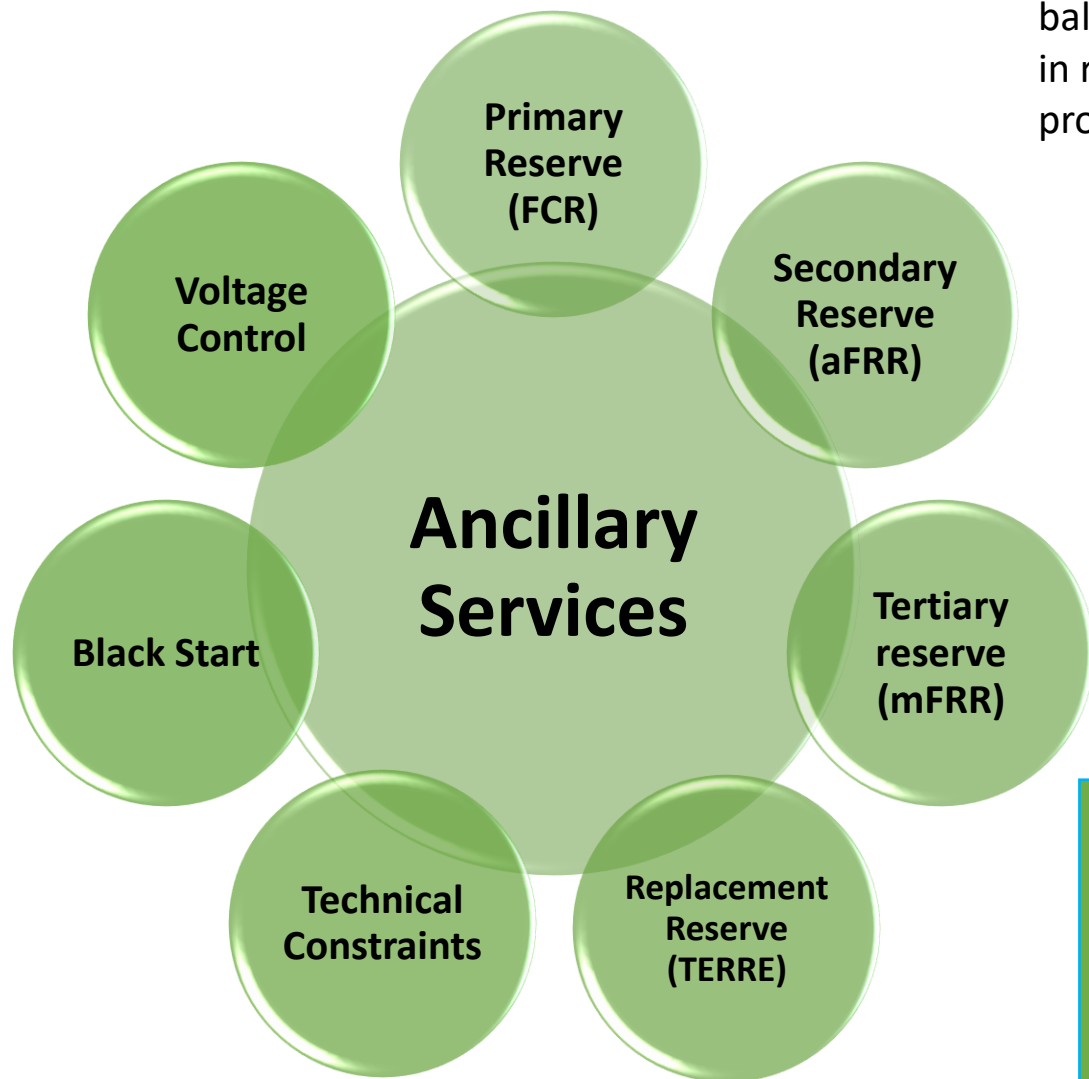 Primary
Reserve
(FCR)
Secondary
Reserve
(aFRR)
Tertiary
reserve
(mFRR)
Replacement
Reserve
(TERRE)
Technical
Constraints
Black Start
Voltage
Control
Ancillary
Services
in